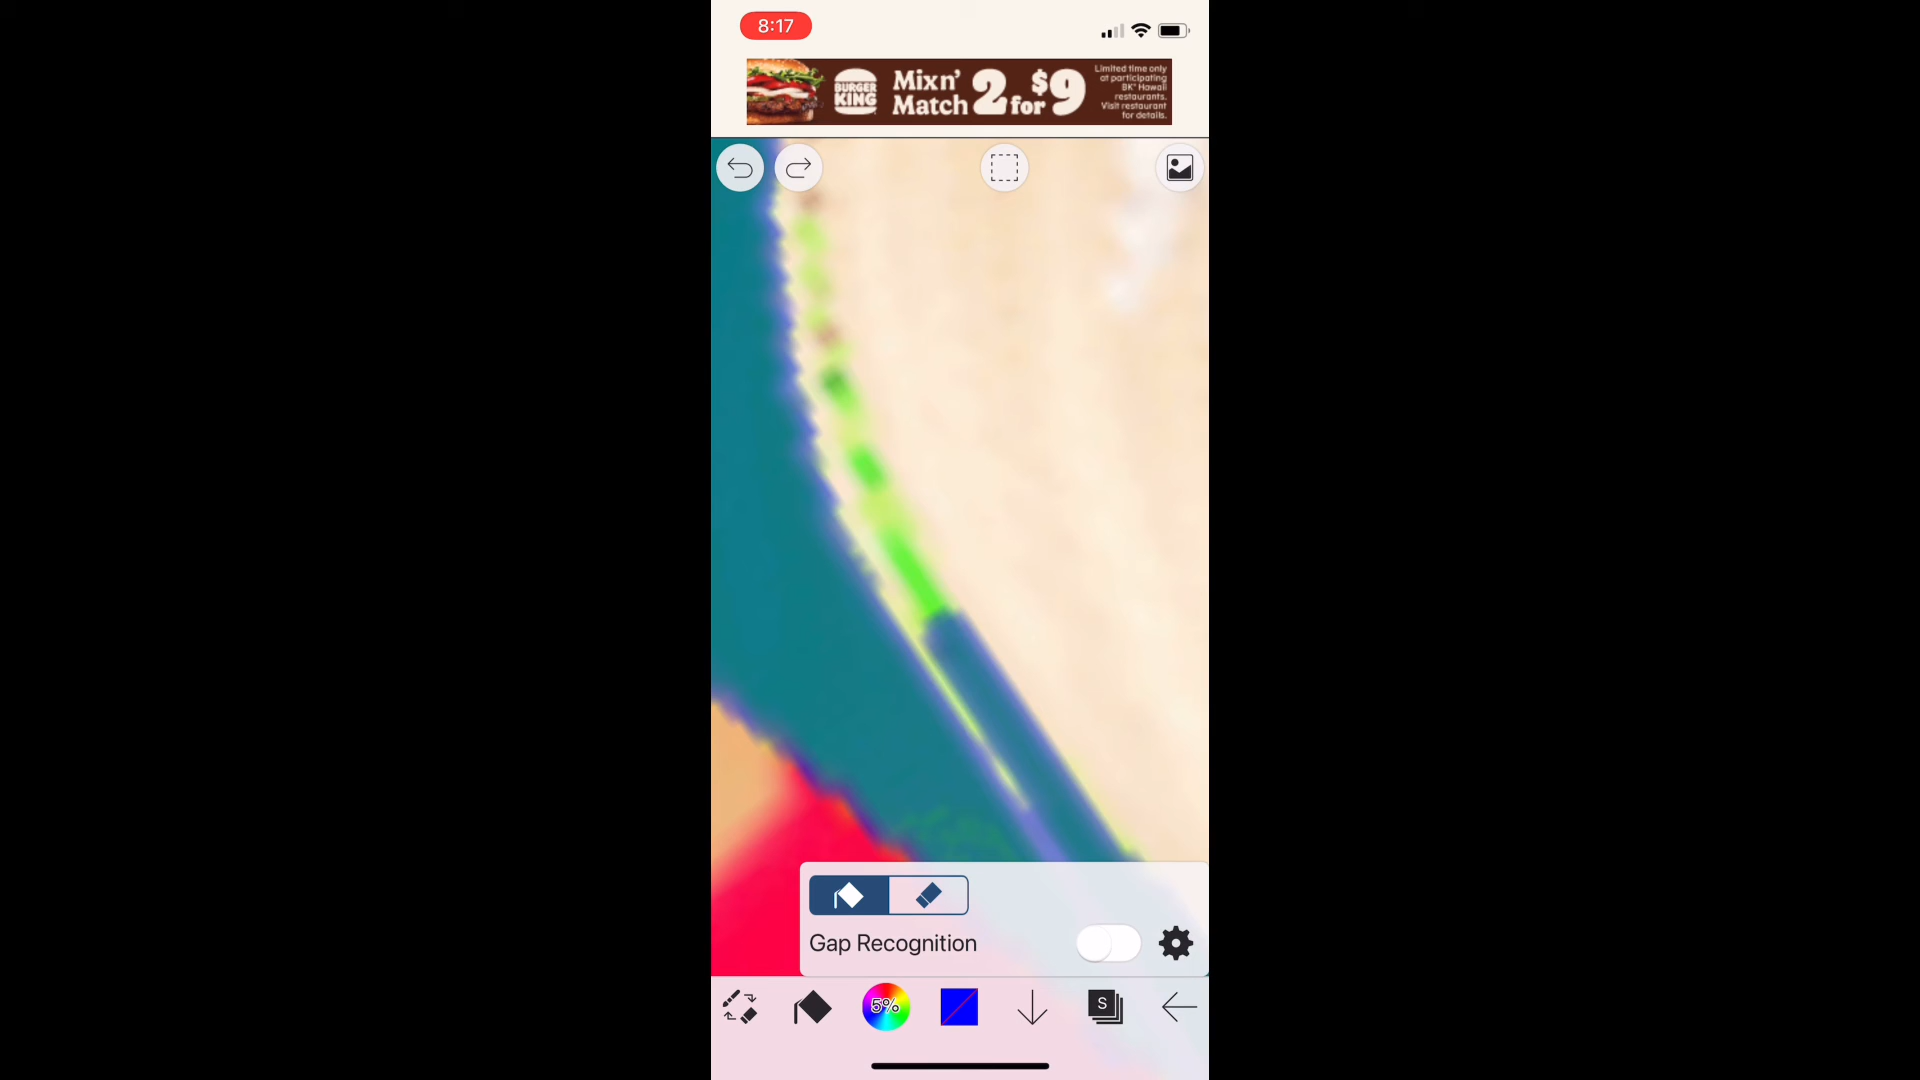 8:17
BURGER
KING
Mix n'
Match
2 for $9
Limited time only
at participating
BK® Hawaii
restaurants.
Visit restaurant
for details.
Gap Recognition
5%
S